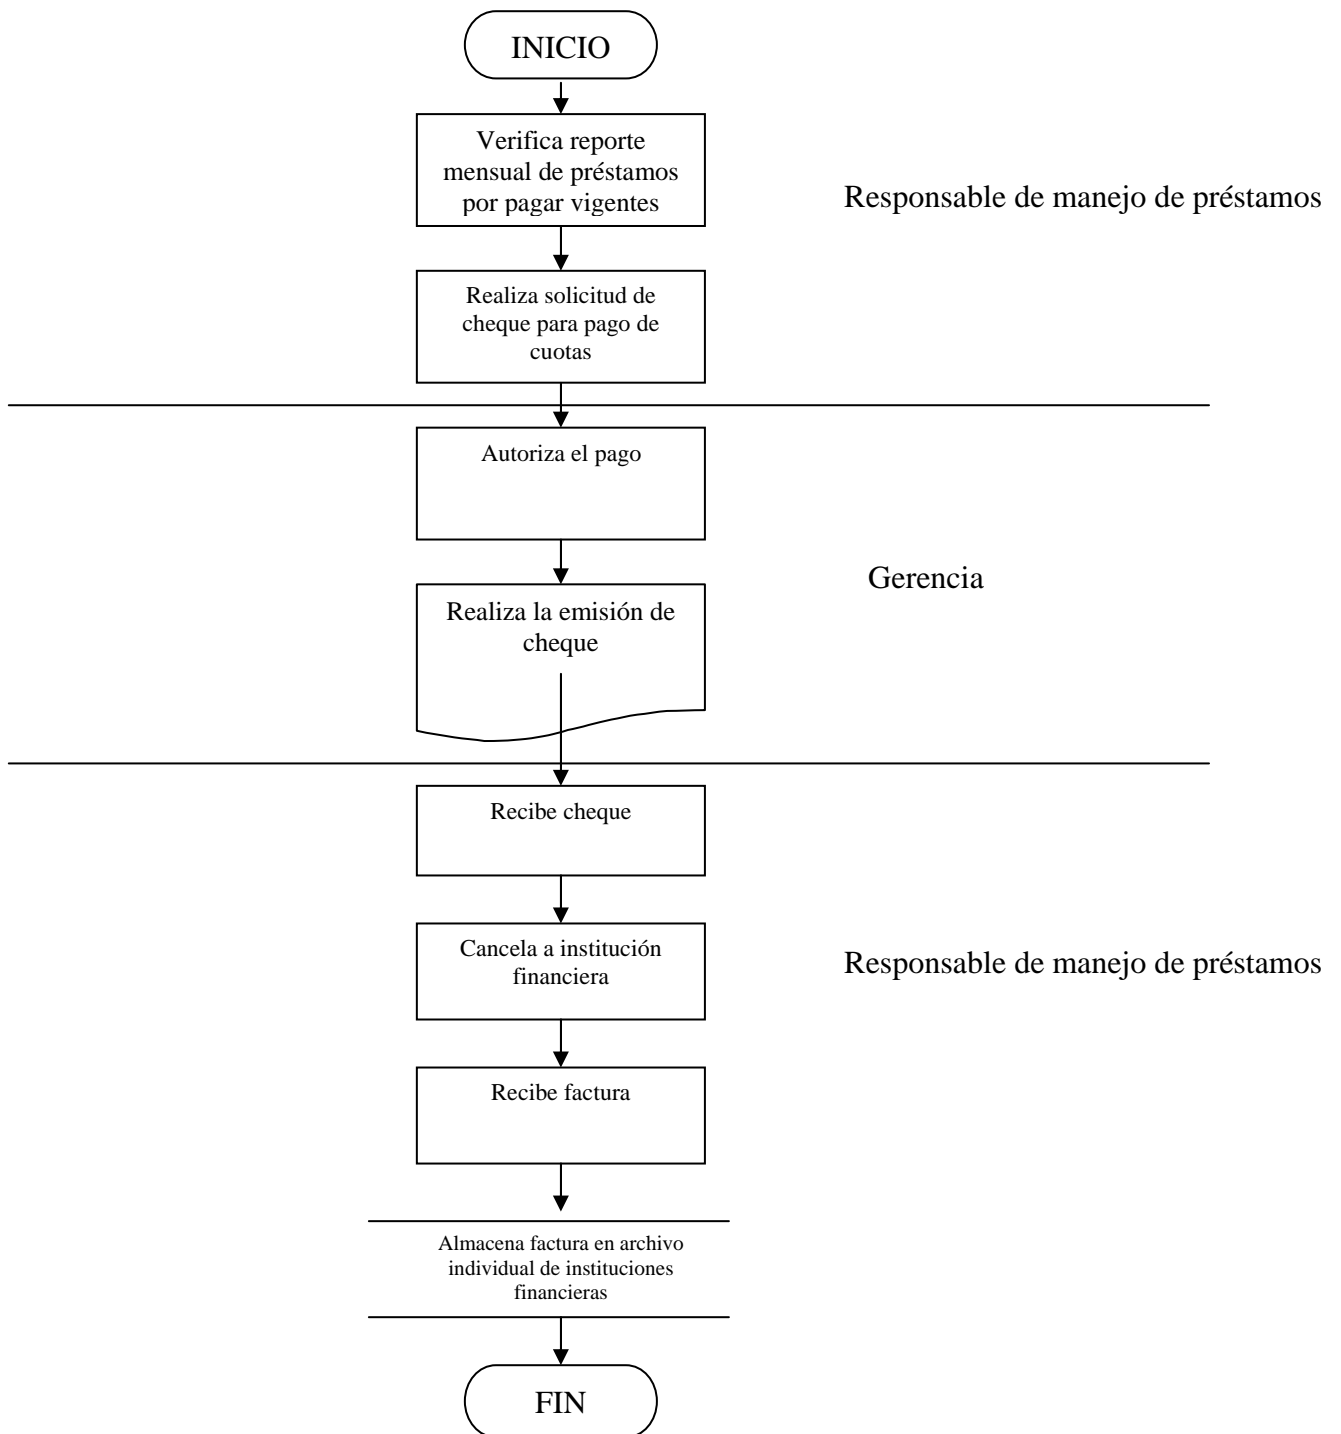 INICIO
Verifica reporte
mensual de préstamos
por pagar vigentes
Responsable de manejo de préstamos
Realiza solicitud de
cheque para pago de
cuotas
Autoriza el pago
Gerencia
Realiza la emisión de
cheque
Recibe cheque
Cancela a institución
financiera
Responsable de manejo de préstamos
Recibe factura
Almacena factura en archivo
individual de instituciones
financieras
FIN